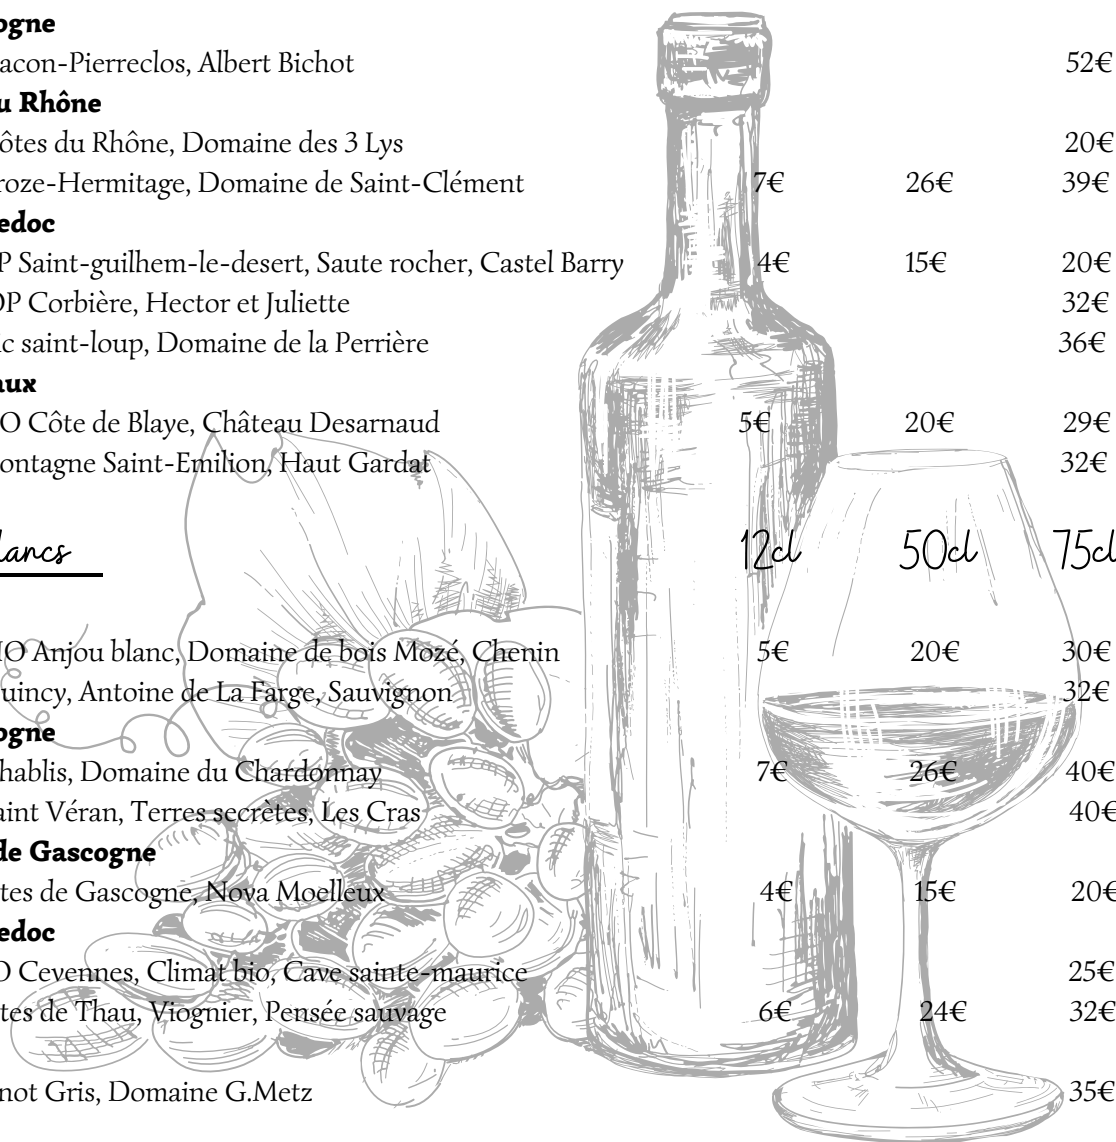 ogne
acon-Pierreclos, Albert Bichot 52€
u Rhône
ôtes du Rhône, Domaine des 3 Lys 20€
roze-Hermitage, Domaine de Saint-Clément 7€ 26€ 39€
edoc
P Saint-guilhem-le-desert, Saute rocher, Castel Barry 4€ 15€ 20€
OP Corbière, Hector et Juliette 32€
ic saint-loup, Domaine de la Perrière 36€
aux
O Côte de Blaye, Château Desarnaud 5€ 20€ 29€
ontagne Saint-Emilion, Haut Gardat 32€
lancs 12cl 50cl 75cl
IO Anjou blanc, Domaine de bois Mozé, Chenin 5€ 20€ 30€
uincy, Antoine de La Farge, Sauvignon 32€
ogne
hablis, Domaine du Chardonnay 7€ 26€ 40€
aint Véran, Terres secrètes, Les Cras 40€
de Gascogne
tes de Gascogne, Nova Moelleux 4€ 15€ 20€
edoc
O Cevennes, Climat bio, Cave sainte-maurice 25€
tes de Thau, Viognier, Pensée sauvage 6€ 24€ 32€
not Gris, Domaine G.Metz 35€